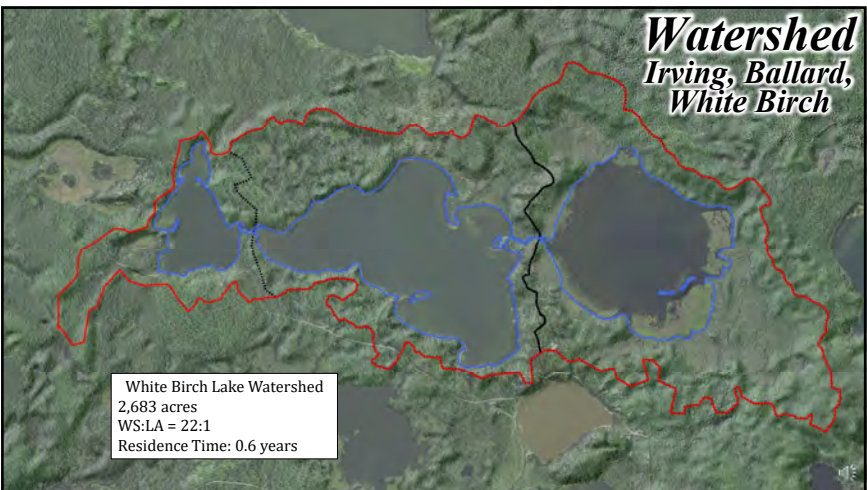 Watershed
Irving, Ballard,
White Birch
White Birch Lake Watershed
2,683 acres
WS:LA = 22:1
Residence Time: 0.6 years